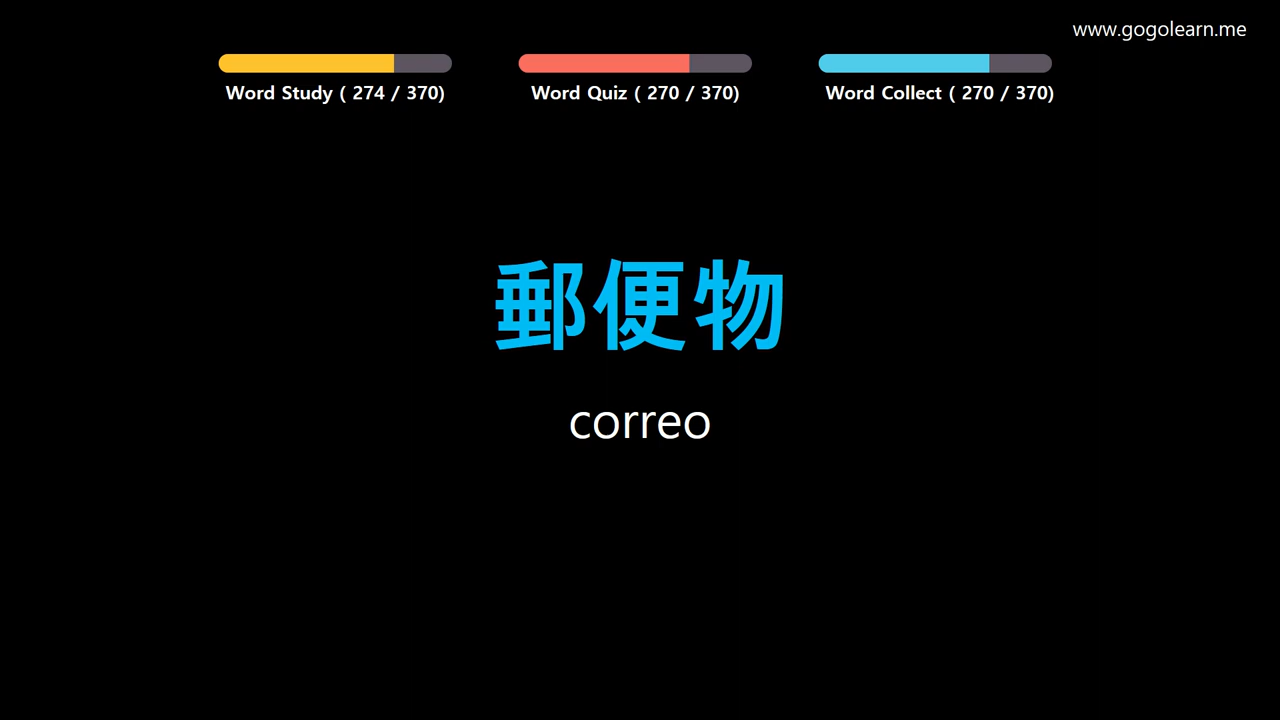 www.gogolearn.me
Word Study ( 274 / 370)
Word Quiz ( 270 / 370)
Word Collect ( 270 / 370)
郵便物
correo